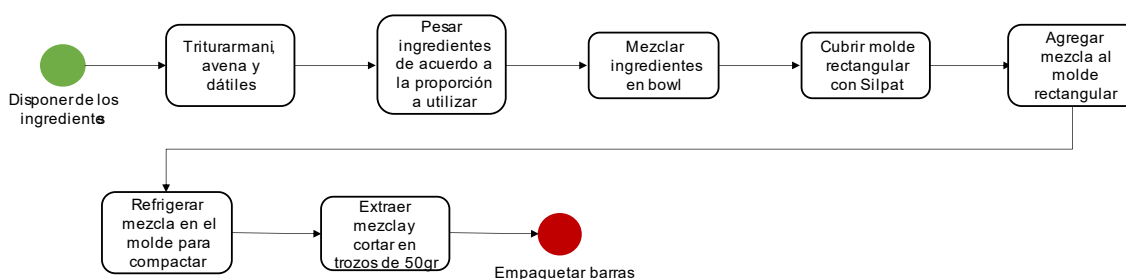 Disponer de los
ingredientes
Triturar mani,
avena y
dátiles
Pesar
ingredientes
de acuerdo a
la proporción
a utilizar
Mezclar
ingredientes
en bowl
Cubrir molde
rectangular
con Silpat
Agregar
mezcla al
molde
rectangular
Refrigerar
mezcla en el
molde para
compactar
Extraer
mezcla y
cortar en
trozos de 50gr
Empaquetar barras